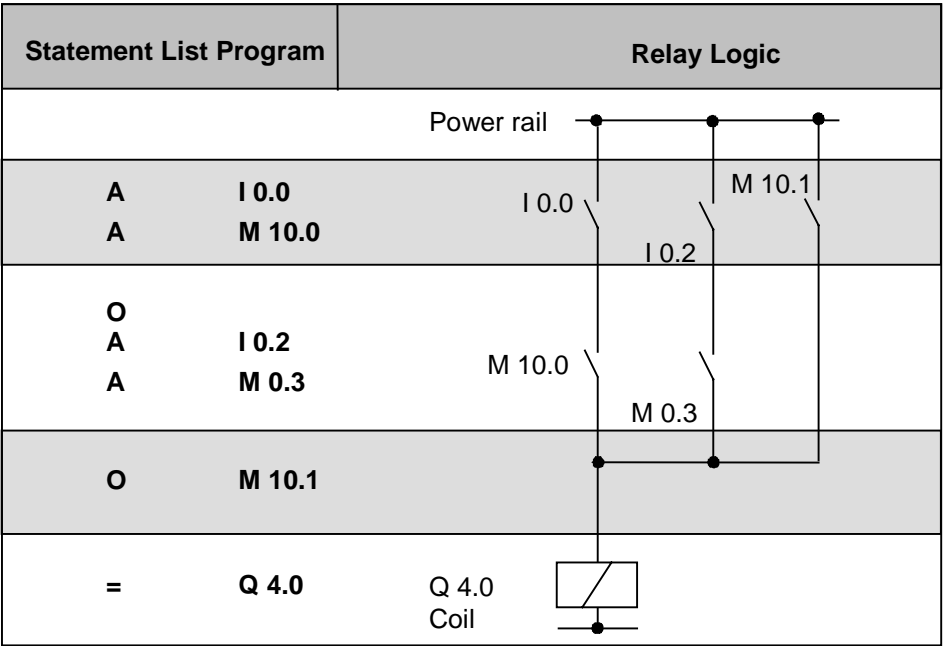 Statement List Program
Relay Logic
Power rail
A I 0.0
A M 10.0
I 0.0
I 0.2
M 10.1
O
A I 0.2
A M 0.3
M 10.0
M 0.3
O M 10.1
= Q 4.0
Q 4.0
Coil